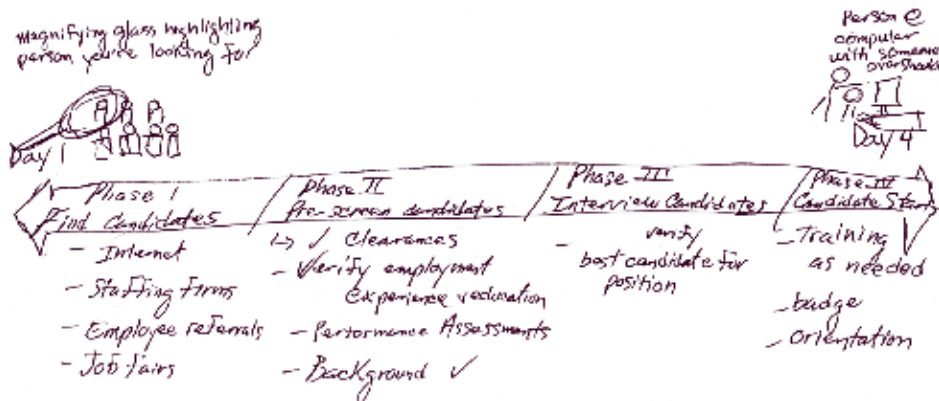 magnifying glass highlighting
person you're looking for
Person @
computer
with someone
overshoulder
Day 1
Day 4
Phase I
Find Candidates
- Internet
- Staffing firms
- Employee referrals
- Job fairs
Phase II
Pre-screen candidates
↳ ✓ Clearances
- Verify employment
experience
- Performance Assessments
- Background ✓
Phase III
Interview Candidates
- verify
best candidate for
position
Phase IV
Candidate Starts
- Training
as needed
- badge
- orientation